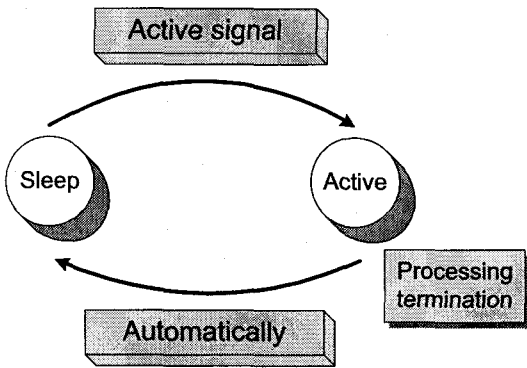 Active signal
Sleep
Active
Processing
termination
Automatically